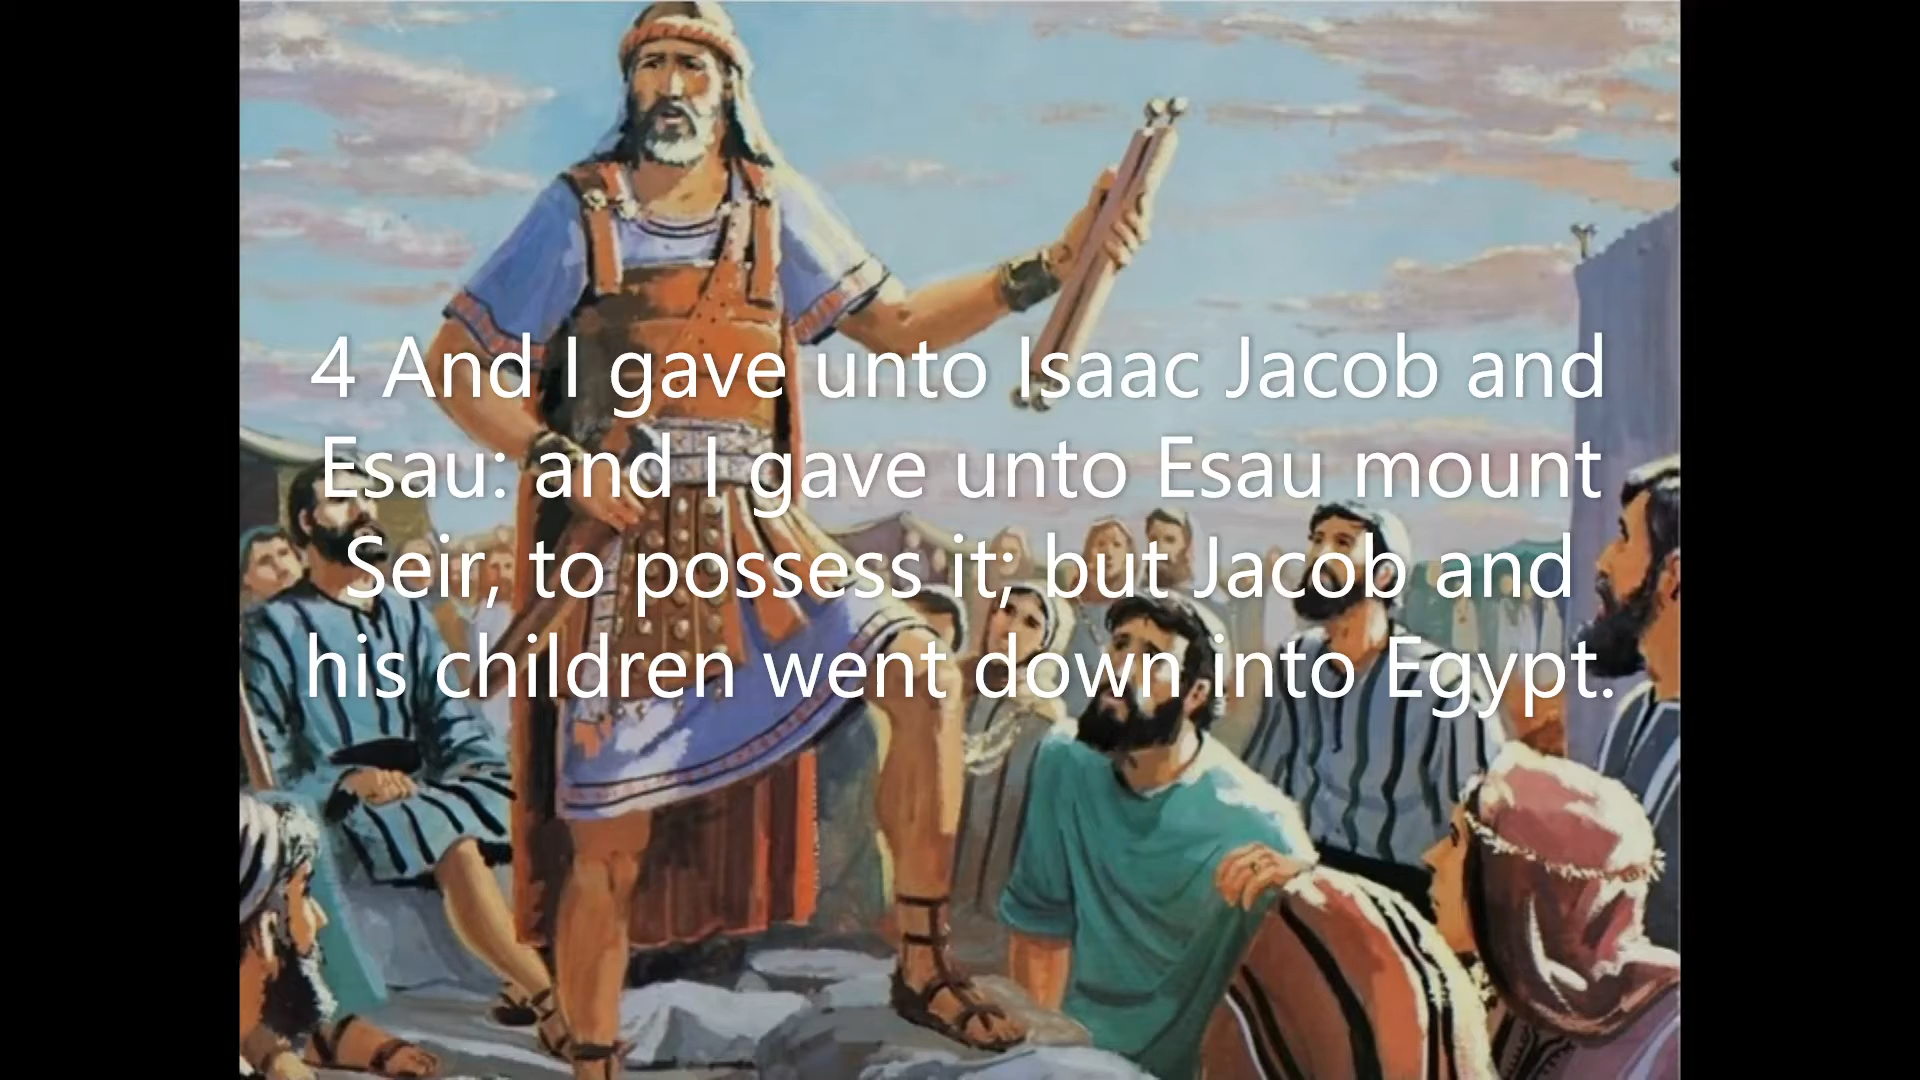 4 And I gave unto Isaac Jacob and
Esau: and I gave unto Esau mount
Seir, to possess it; but Jacob and
his children went down into Egypt.